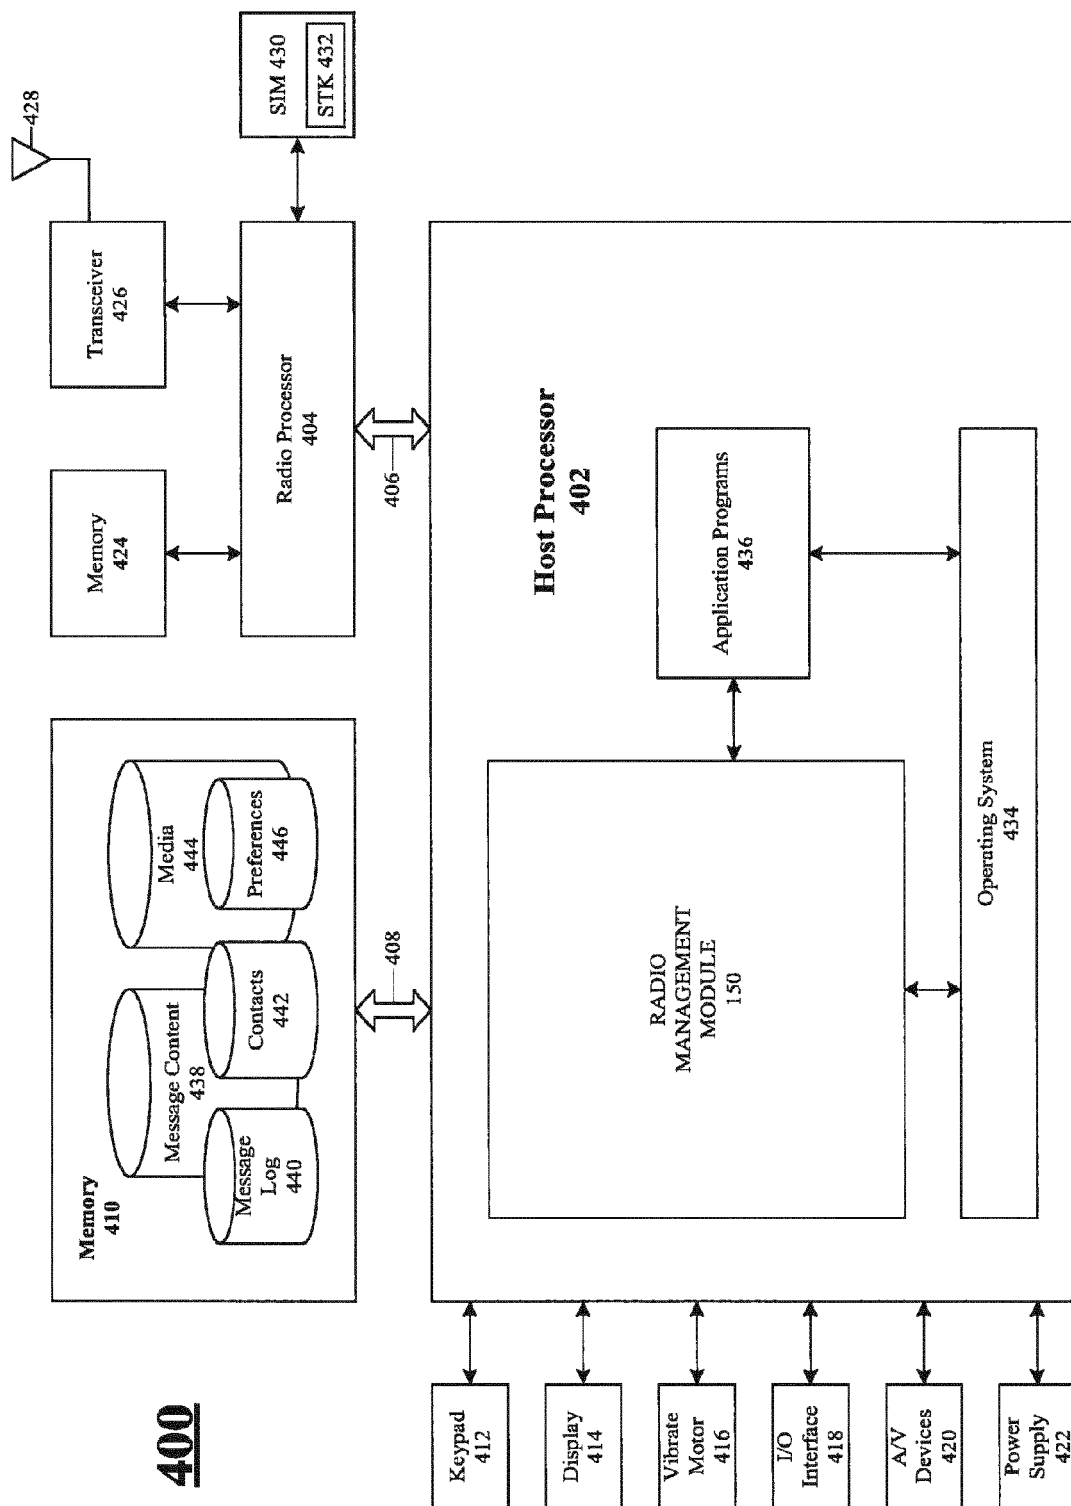 400
Memory
410
Message Content
438
Media
444
Message
Log
440
Contacts
442
Preferences
446
Memory
424
Transceiver
426
428
Radio Processor
404
SIM 430
STK 432
408
406
Keypad
412
Display
414
Vibrate
Motor
416
I/O
Interface
418
A/V
Devices
420
Power
Supply
422
Host Processor
402
RADIO
MANAGEMENT
MODULE
150
Application Programs
436
Operating System
434